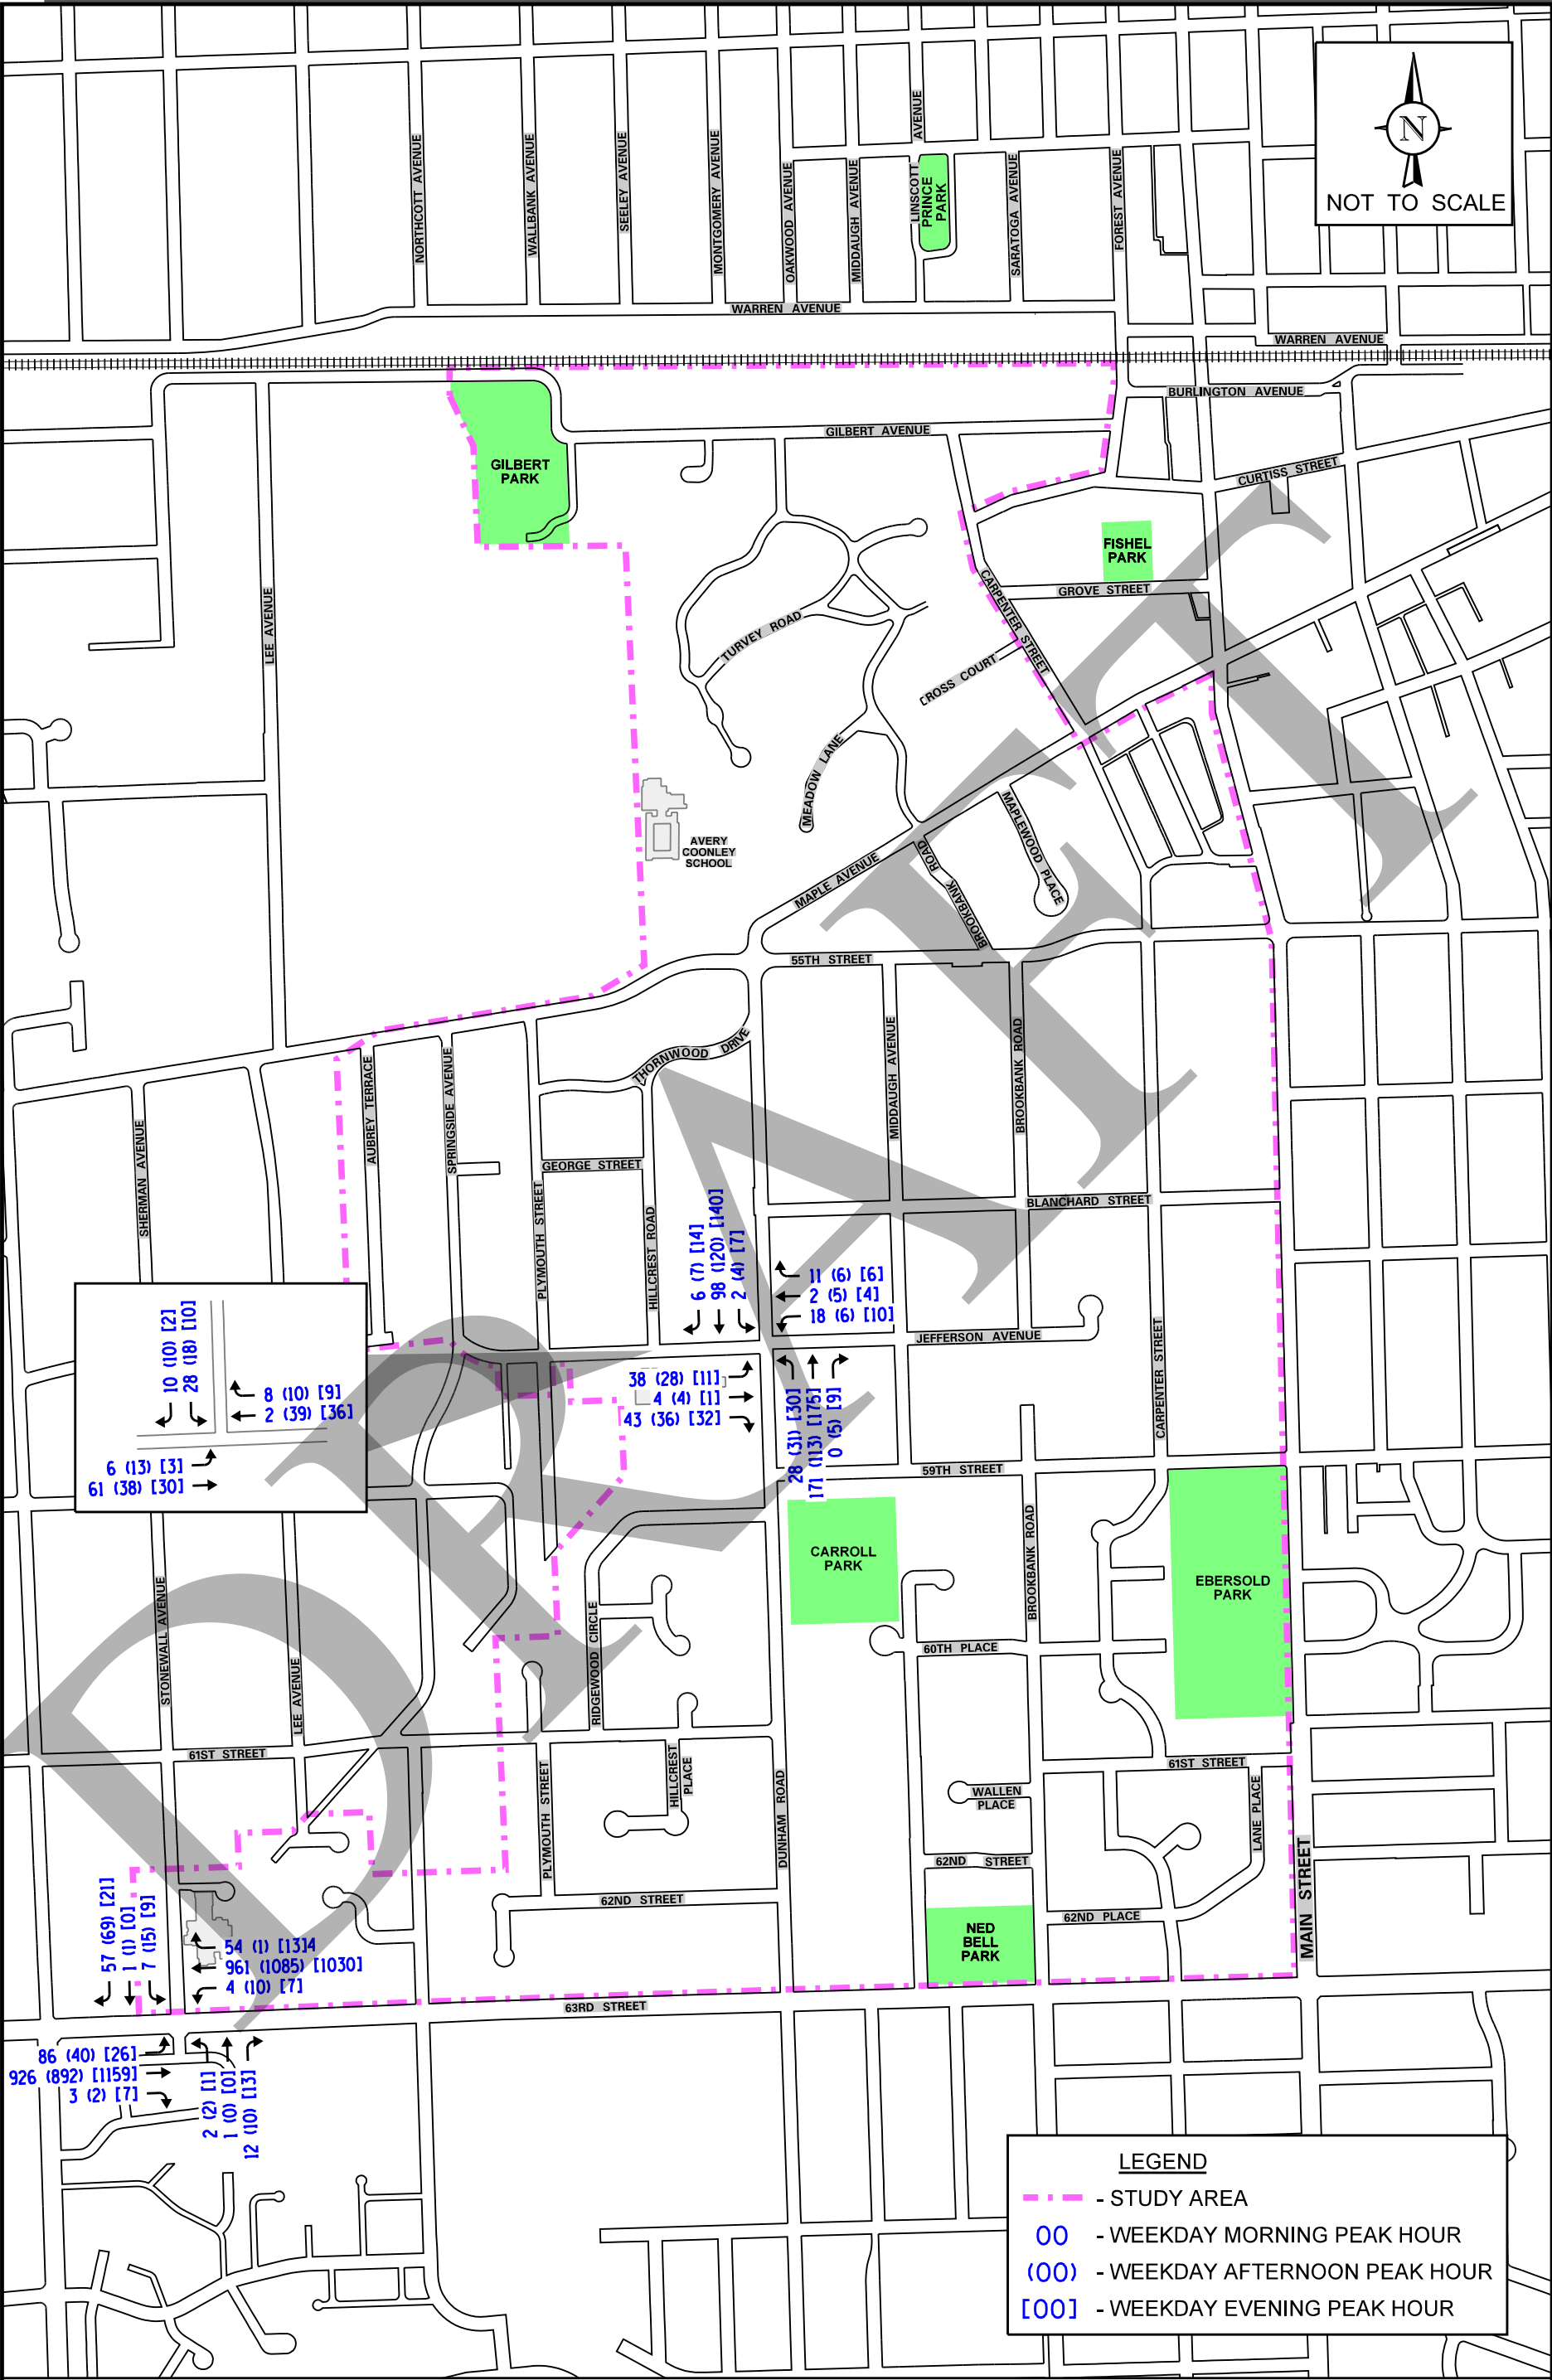 AVENUE
NORTHCOTT AVENUE
WALLBANK AVENUE
SEELEY AVENUE
MONTGOMERY AVENUE
OAKWOOD AVENUE
MIDDAUGH AVENUE
LINSCOTT
PRINCE
PARK
SARATOGA AVENUE
FOREST AVENUE
N
NOT TO SCALE
WARREN AVENUE
WARREN AVENUE
BURLINGTON AVENUE
GILBERT AVENUE
GILBERT
PARK
CURTISS STREET
FISHEL
PARK
GROVE STREET
CARPENTER STREET
LEE AVENUE
TURVEY ROAD
CROSS COURT
MEADOW LANE
MAPLEWOOD PLACE
AVERY
COONLEY
SCHOOL
MAPLE AVENUE
BROOKBANK
ROAD
55TH STREET
THORNWOOD DRIVE
MIDDAUGH AVENUE
BROOKBANK ROAD
AUBREY TERRACE
SPRINGSIDE AVENUE
SHERMAN AVENUE
GEORGE STREET
PLYMOUTH STREET
HILLCREST ROAD
BLANCHARD STREET
6 (7) [14]
98 (120) [140]
2 (4) [7]
11 (6) [6]
2 (5) [4]
18 (6) [10]
JEFFERSON AVENUE
CARPENTER STREET
10 (10) [2]
28 (18) [10]
8 (10) [9]
2 (39) [36]
6 (13) [3]
61 (38) [30]
38 (28) [11]
4 (4) [1]
43 (36) [32]
28 (31) [30]
171 (113) [175]
0 (5) [9]
59TH STREET
CARROLL
PARK
BROOKBANK ROAD
EBERSOLD
PARK
STONEWALL AVENUE
LEE AVENUE
RIDGEWOOD CIRCLE
60TH PLACE
61ST STREET
61ST STREET
PLYMOUTH STREET
HILLCREST
PLACE
DUNHAM ROAD
WALLEN
PLACE
LANE PLACE
MAIN STREET
62ND STREET
62ND STREET
62ND PLACE
NED
BELL
PARK
57 (69) [21]
1 (1) [0]
7 (15) [9]
54 (1) [13]4
961 (1085) [1030]
4 (10) [7]
63RD STREET
86 (40) [26]
926 (892) [1159]
3 (2) [7]
2 (2) [1]
1 (0) [0]
12 (10) [13]
DRAFT
LEGEND
- STUDY AREA
00 - WEEKDAY MORNING PEAK HOUR
(00) - WEEKDAY AFTERNOON PEAK HOUR
[00] - WEEKDAY EVENING PEAK HOUR